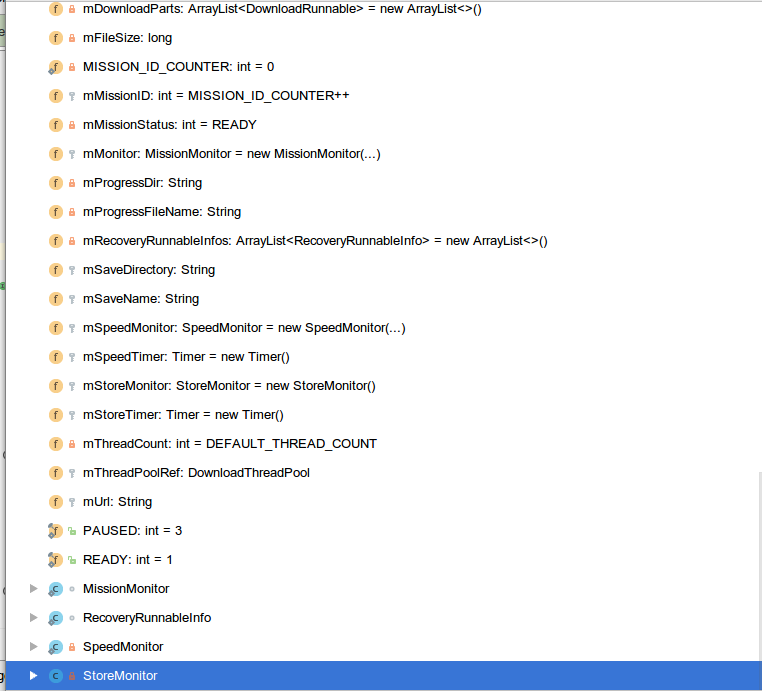 mDownloadParts: ArrayList<DownloadRunnable> = new ArrayList<>()
mFileSize: long
MISSION_ID_COUNTER: int = 0
mMissionID: int = MISSION_ID_COUNTER++
mMissionStatus: int = READY
mMonitor: MissionMonitor = new MissionMonitor(...)
mProgressDir: String
mProgressFileName: String
mRecoveryRunnableInfos: ArrayList<RecoveryRunnableInfo> = new ArrayList<>()
mSaveDirectory: String
mSaveName: String
mSpeedMonitor: SpeedMonitor = new SpeedMonitor(...)
mSpeedTimer: Timer = new Timer()
mStoreMonitor: StoreMonitor = new StoreMonitor()
mStoreTimer: Timer = new Timer()
mThreadCount: int = DEFAULT_THREAD_COUNT
mThreadPoolRef: DownloadThreadPool
mUrl: String
PAUSED: int = 3
READY: int = 1
MissionMonitor
RecoveryRunnableInfo
SpeedMonitor
StoreMonitor